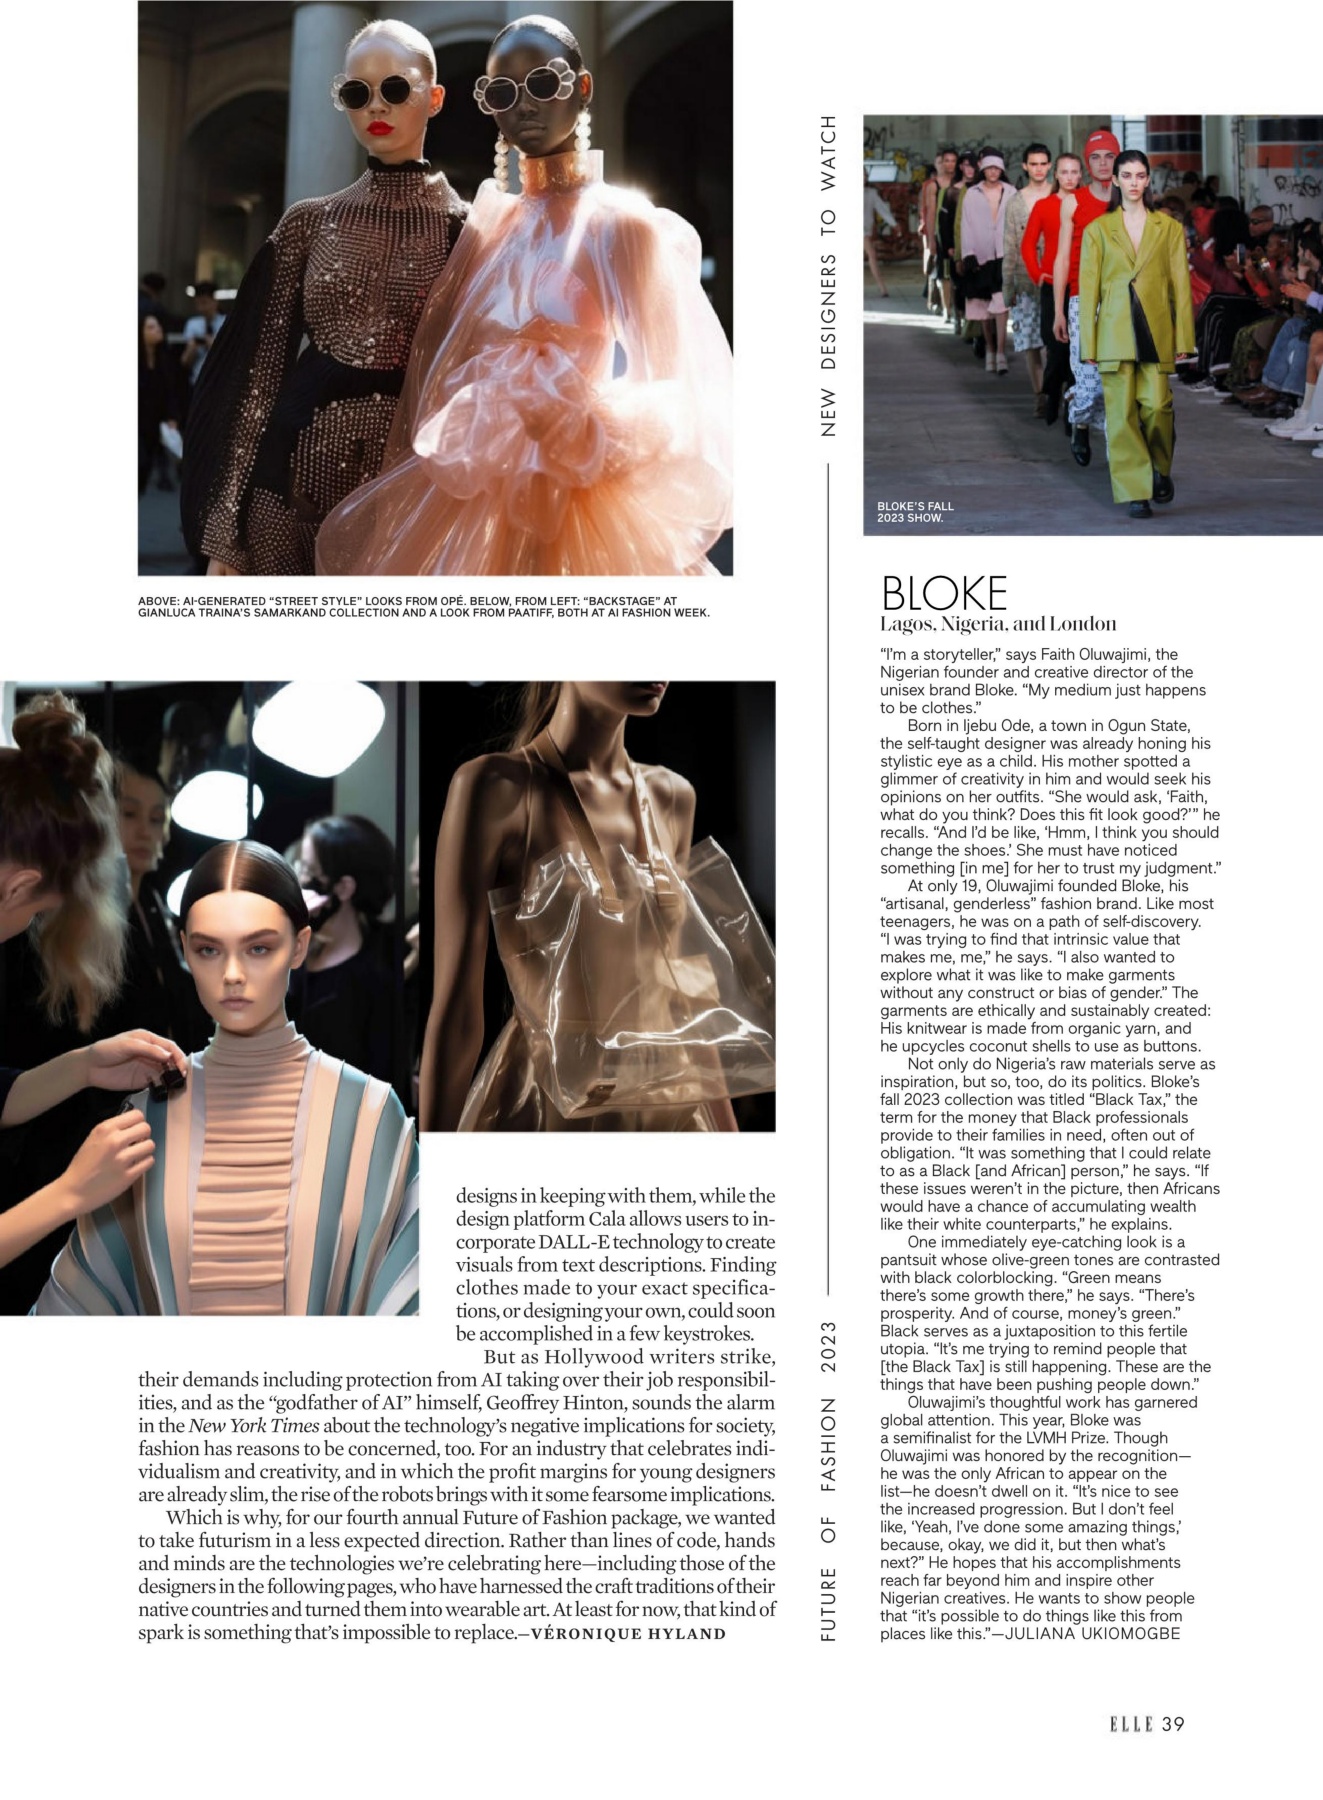 ABOVE: AI-GENERATED “STREET STYLE” LOOKS FROM OPÉ. BELOW, FROM LEFT: “BACKSTAGE” AT
GIANLUCA TRAINA’S SAMARKAND COLLECTION AND A LOOK FROM PAATIFF, BOTH AT AI FASHION WEEK.
designs in keeping with them, while the
design platform Cala allows users to in-
corporate DALL-E technology to create
visuals from text descriptions. Finding
clothes made to your exact specifica-
tions, or designing your own, could soon
be accomplished in a few keystrokes.
But as Hollywood writers strike,
their demands including protection from AI taking over their job responsibil-
ities, and as the “godfather of AI” himself, Geoffrey Hinton, sounds the alarm
in the New York Times about the technology’s negative implications for society,
fashion has reasons to be concerned, too. For an industry that celebrates indi-
vidualism and creativity, and in which the profit margins for young designers
are already slim, the rise of the robots brings with it some fearsome implications.
Which is why, for our fourth annual Future of Fashion package, we wanted
to take futurism in a less expected direction. Rather than lines of code, hands
and minds are the technologies we’re celebrating here—including those of the
designers in the following pages, who have harnessed the craft traditions of their
native countries and turned them into wearable art. At least for now, that kind of
spark is something that’s impossible to replace.—VÉRONIQUE HYLAND
FUTURE OF FASHION 2023
NEW DESIGNERS TO WATCH
BLOKE’S FALL
2023 SHOW.
BLOKE
Lagos, Nigeria, and London
“I’m a storyteller,” says Faith Oluwajimi, the
Nigerian founder and creative director of the
unisex brand Bloke. “My medium just happens
to be clothes.”
Born in Ijebu Ode, a town in Ogun State,
the self-taught designer was already honing his
stylistic eye as a child. His mother spotted a
glimmer of creativity in him and would seek his
opinions on her outfits. “She would ask, ‘Faith,
what do you think? Does this fit look good?’” he
recalls. “And I’d be like, ‘Hmm, I think you should
change the shoes.’ She must have noticed
something [in me] for her to trust my judgment.”
At only 19, Oluwajimi founded Bloke, his
“artisanal, genderless” fashion brand. Like most
teenagers, he was on a path of self-discovery.
“I was trying to find that intrinsic value that
makes me, me,” he says. “I also wanted to
explore what it was like to make garments
without any construct or bias of gender.” The
garments are ethically and sustainably created:
His knitwear is made from organic yarn, and
he upcycles coconut shells to use as buttons.
Not only do Nigeria’s raw materials serve as
inspiration, but so, too, do its politics. Bloke’s
fall 2023 collection was titled “Black Tax,” the
term for the money that Black professionals
provide to their families in need, often out of
obligation. “It was something that I could relate
to as a Black [and African] person,” he says. “If
these issues weren’t in the picture, then Africans
would have a chance of accumulating wealth
like their white counterparts,” he explains.
One immediately eye-catching look is a
pantsuit whose olive-green tones are contrasted
with black colorblocking. “Green means
there’s some growth there,” he says. “There’s
prosperity. And of course, money’s green.”
Black serves as a juxtaposition to this fertile
utopia. “It’s me trying to remind people that
[the Black Tax] is still happening. These are the
things that have been pushing people down.”
Oluwajimi’s thoughtful work has garnered
global attention. This year, Bloke was
a semifinalist for the LVMH Prize. Though
Oluwajimi was honored by the recognition—
he was the only African to appear on the
list—he doesn’t dwell on it. “It’s nice to see
the increased progression. But I don’t feel
like, ‘Yeah, I’ve done some amazing things,’
because, okay, we did it, but then what’s
next?” He hopes that his accomplishments
reach far beyond him and inspire other
Nigerian creatives. He wants to show people
that “it’s possible to do things like this from
places like this.”—JULIANA UKIOMOGBE
ELLE 39